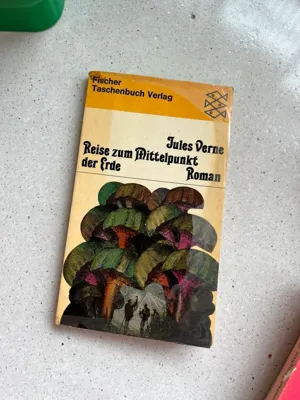 Fischer
Taschenbuch Verlag
Jules Verne
Reise zum Mittelpunkt
der Erde Roman